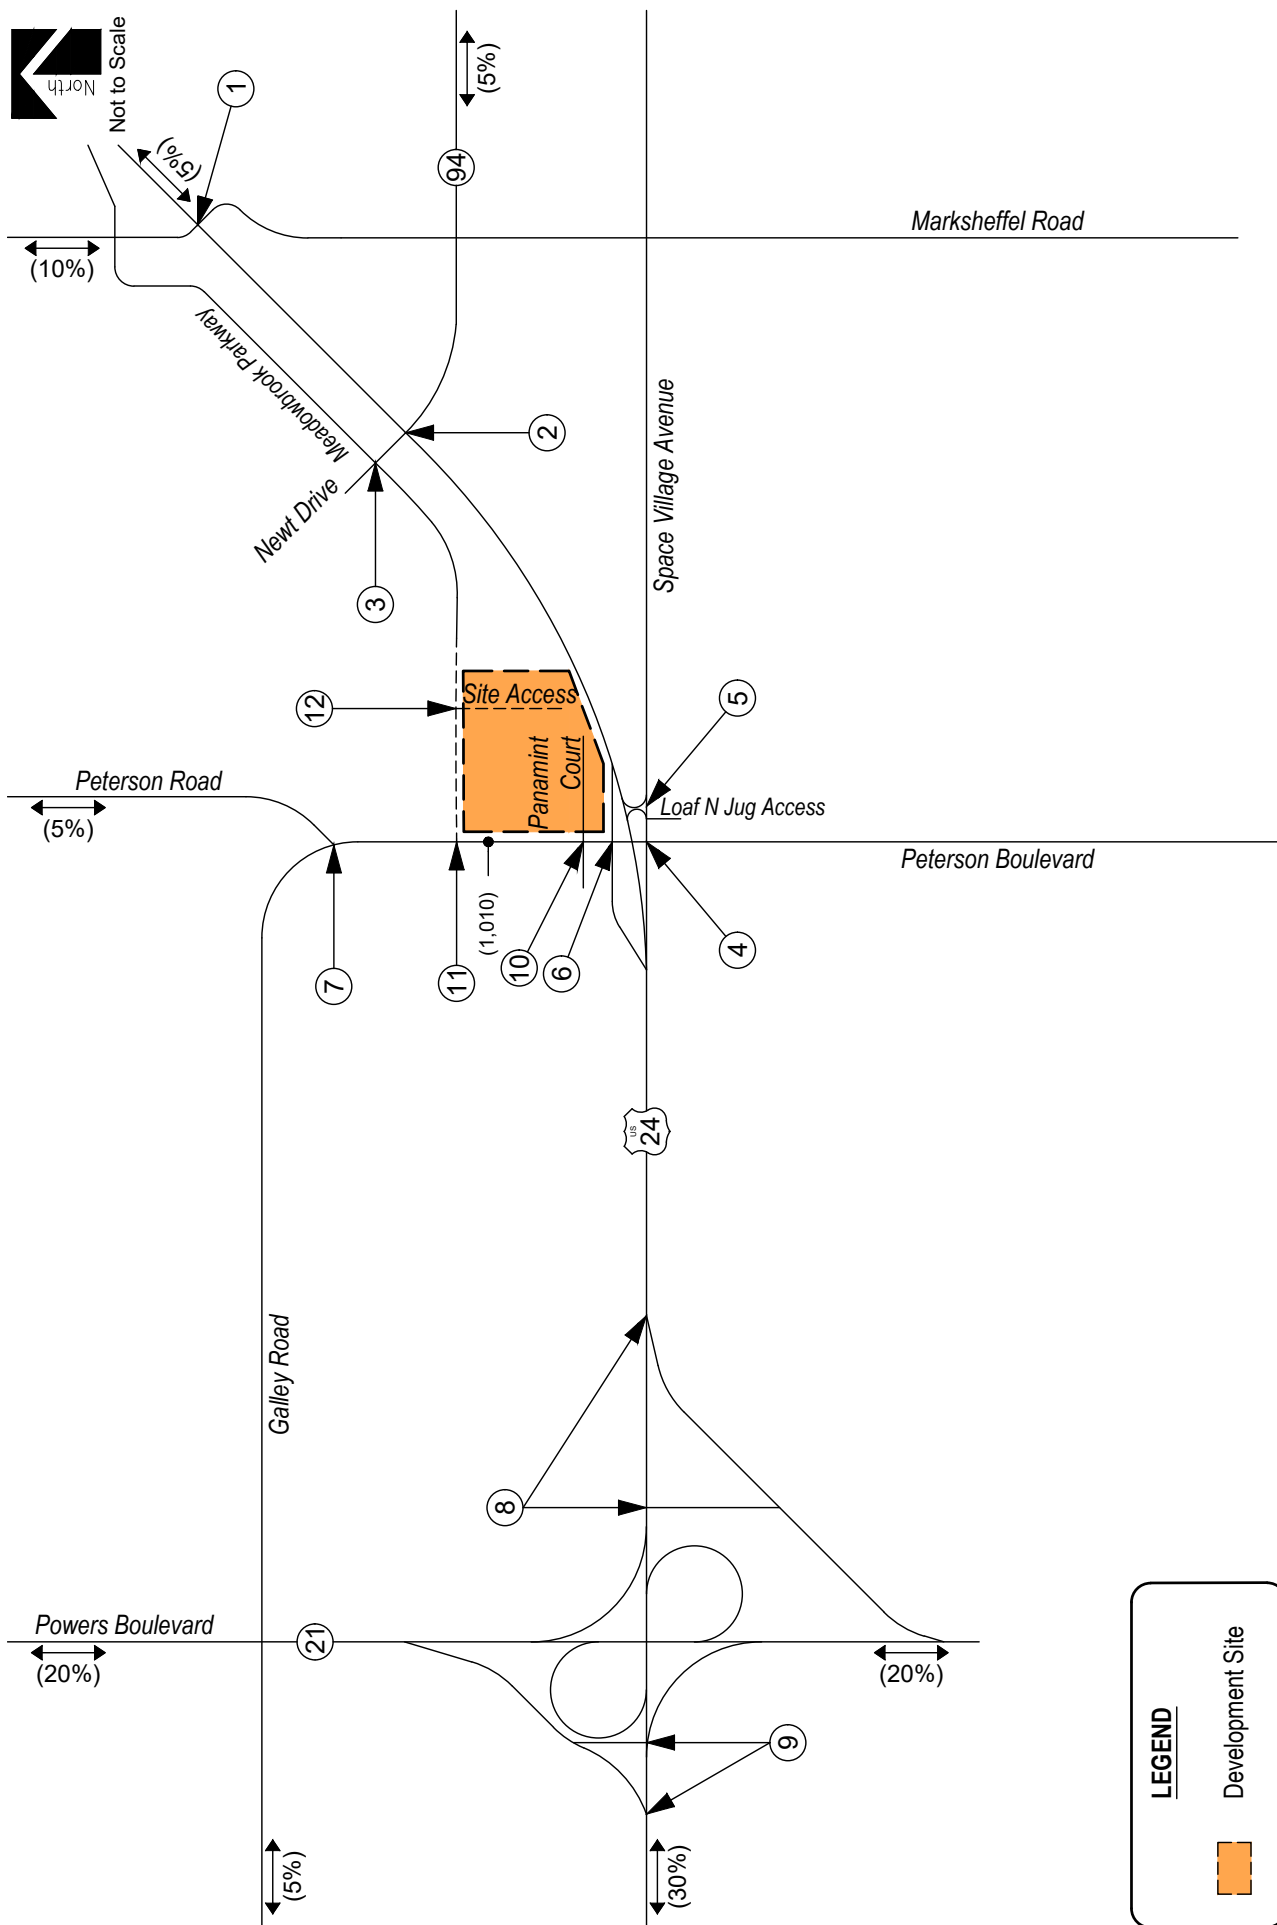 North
Not to Scale
1
(5%)
(5%)
94
(10%)
Marksheffel Road
Meadowbrook Parkway
2
Newt Drive
3
Space Village Avenue
12
Site Access
5
Panamint
Court
Peterson Road
(5%)
Loaf N Jug Access
Peterson Boulevard
(1,010)
7
11
10
6
4
US
24
Galley Road
8
Powers Boulevard
21
(20%)
(20%)
9
(5%)
(30%)
LEGEND
Development Site